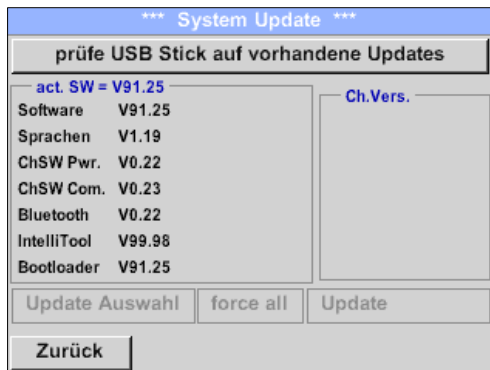 *** System Update ***
prüfe USB Stick auf vorhandene Updates
act. SW = V91.25
Software V91.25
Sprachen V1.19
ChSW Pwr. V0.22
ChSW Com. V0.23
Bluetooth V0.22
IntelliTool V99.98
Bootloader V91.25
Ch.Vers.
Update Auswahl force all Update
Zurück